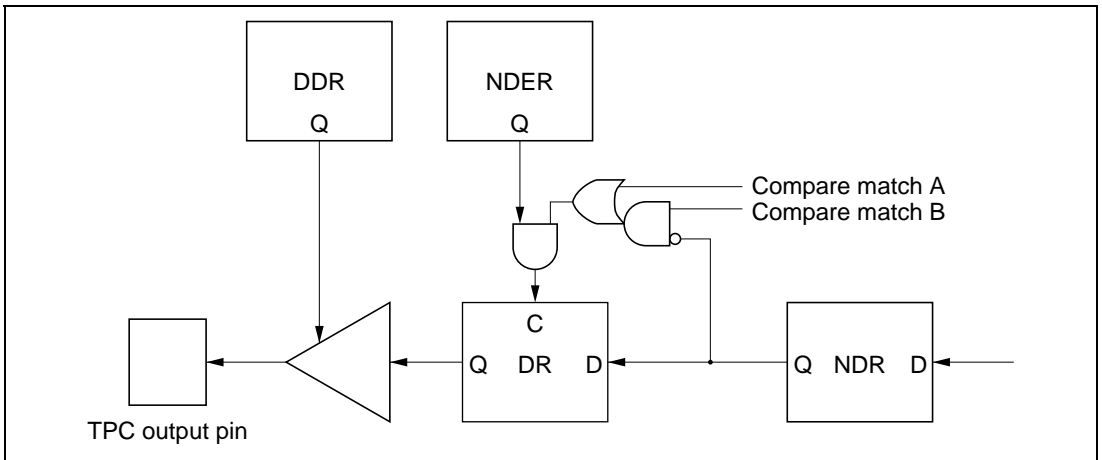 DDR
Q
NDER
Q
Compare match A
Compare match B
C
Q DR D
Q NDR D
TPC output pin